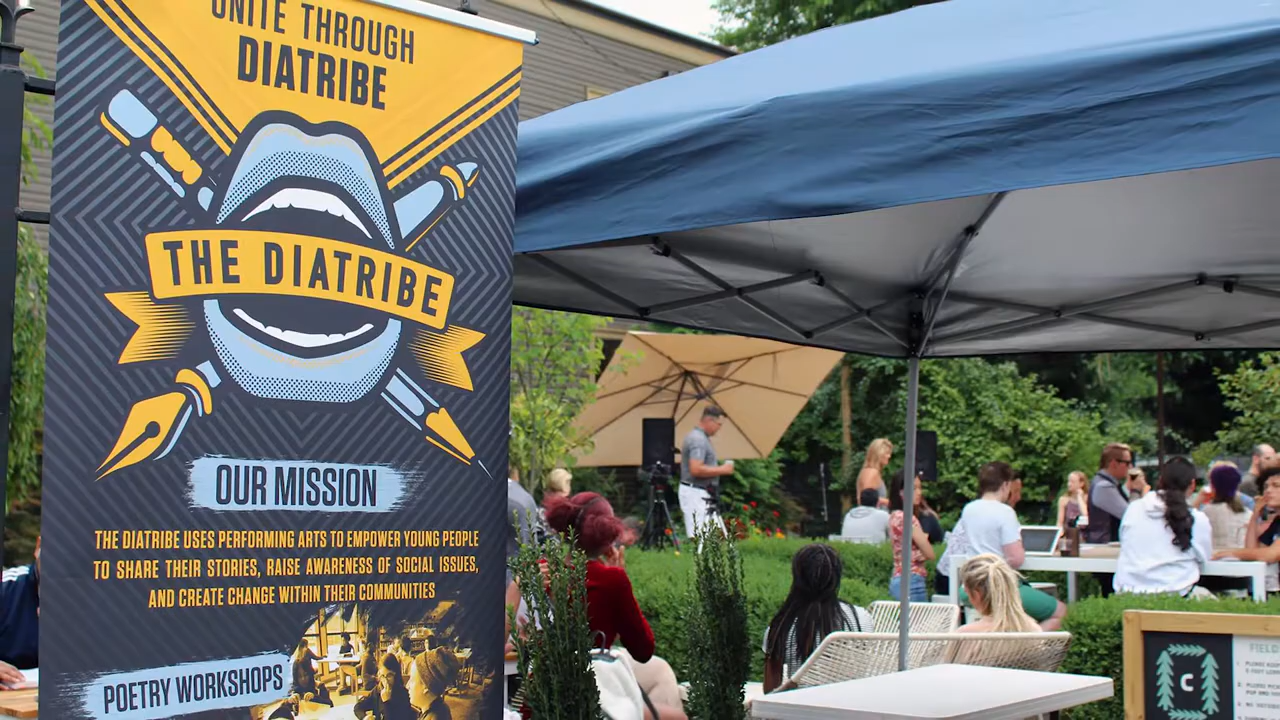 UNITE THROUGH
DIATRIBE
THE DIATRIBE
OUR MISSION
THE DIATRIBE USES PERFORMING ARTS TO EMPOWER YOUNG PEOPLE
TO SHARE THEIR STORIES, RAISE AWARENESS OF SOCIAL ISSUES,
AND CREATE CHANGE WITHIN THEIR COMMUNITIES
POETRY WORKSHOPS
C
FIELD